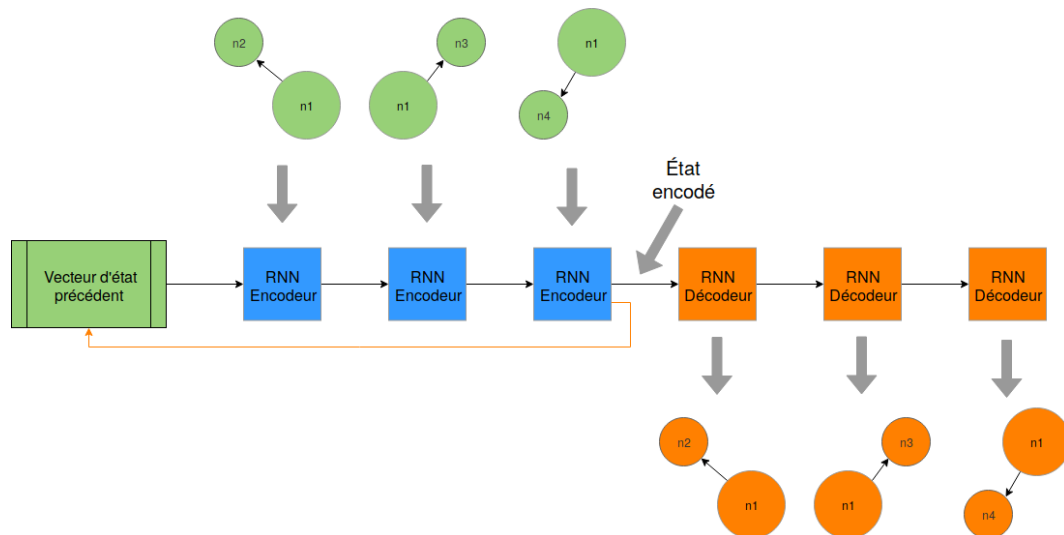 n2
n1
n3
n1
n1
n4
État
encodé
Vecteur d'état
précédent
RNN
Encodeur
RNN
Encodeur
RNN
Encodeur
RNN
Décodeur
RNN
Décodeur
RNN
Décodeur
n2
n1
n3
n1
n1
n4